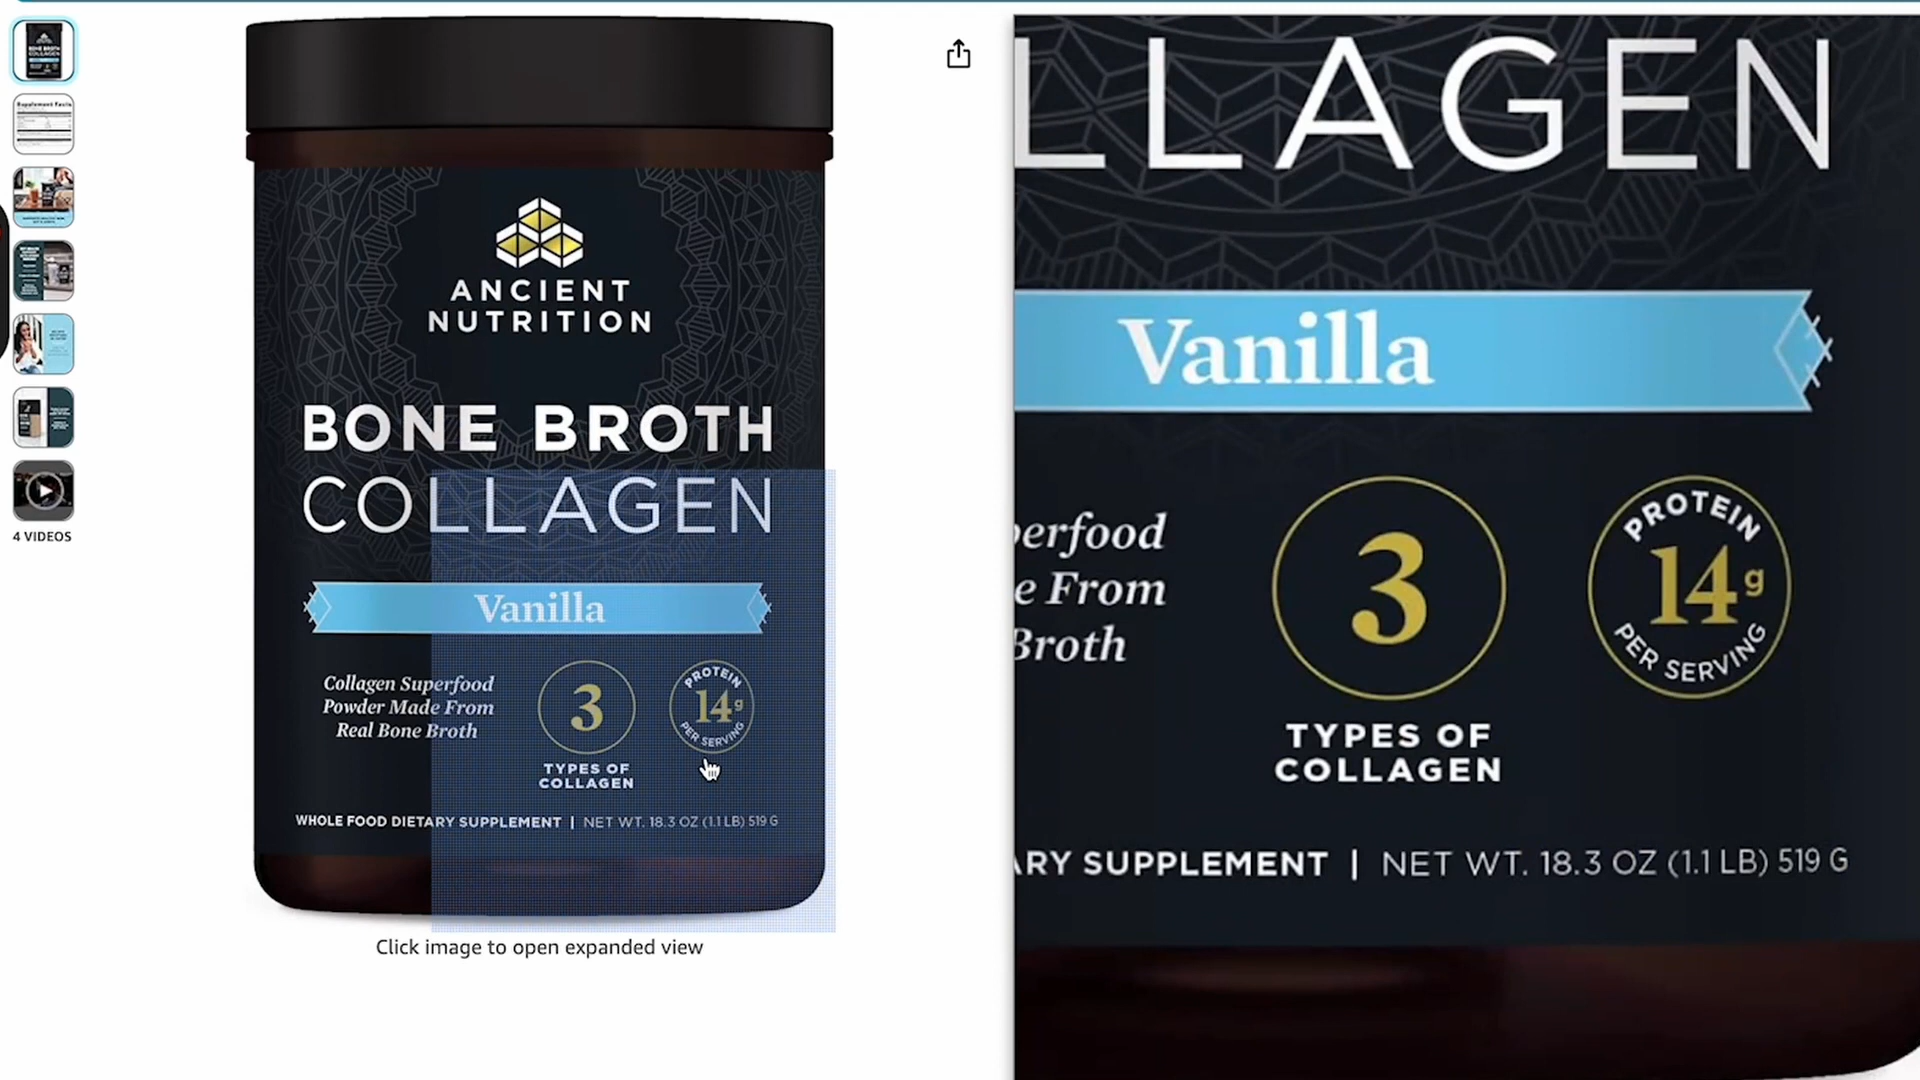 Supplement Facts
4 VIDEOS
ANCIENT
NUTRITION
BONE BROTH
COLLAGEN
Vanilla
Collagen Superfood
Powder Made From
Real Bone Broth
3
TYPES OF
COLLAGEN
PROTEIN
14g
PER SERVING
WHOLE FOOD DIETARY SUPPLEMENT | NET WT. 18.3 OZ (1.1 LB) 519 G
Click image to open expanded view
LLAGEN
Vanilla
perfood
e From
Broth
3
TYPES OF
COLLAGEN
PROTEIN
14g
PER SERVING
ARY SUPPLEMENT | NET WT. 18.3 OZ (1.1 LB) 519 G